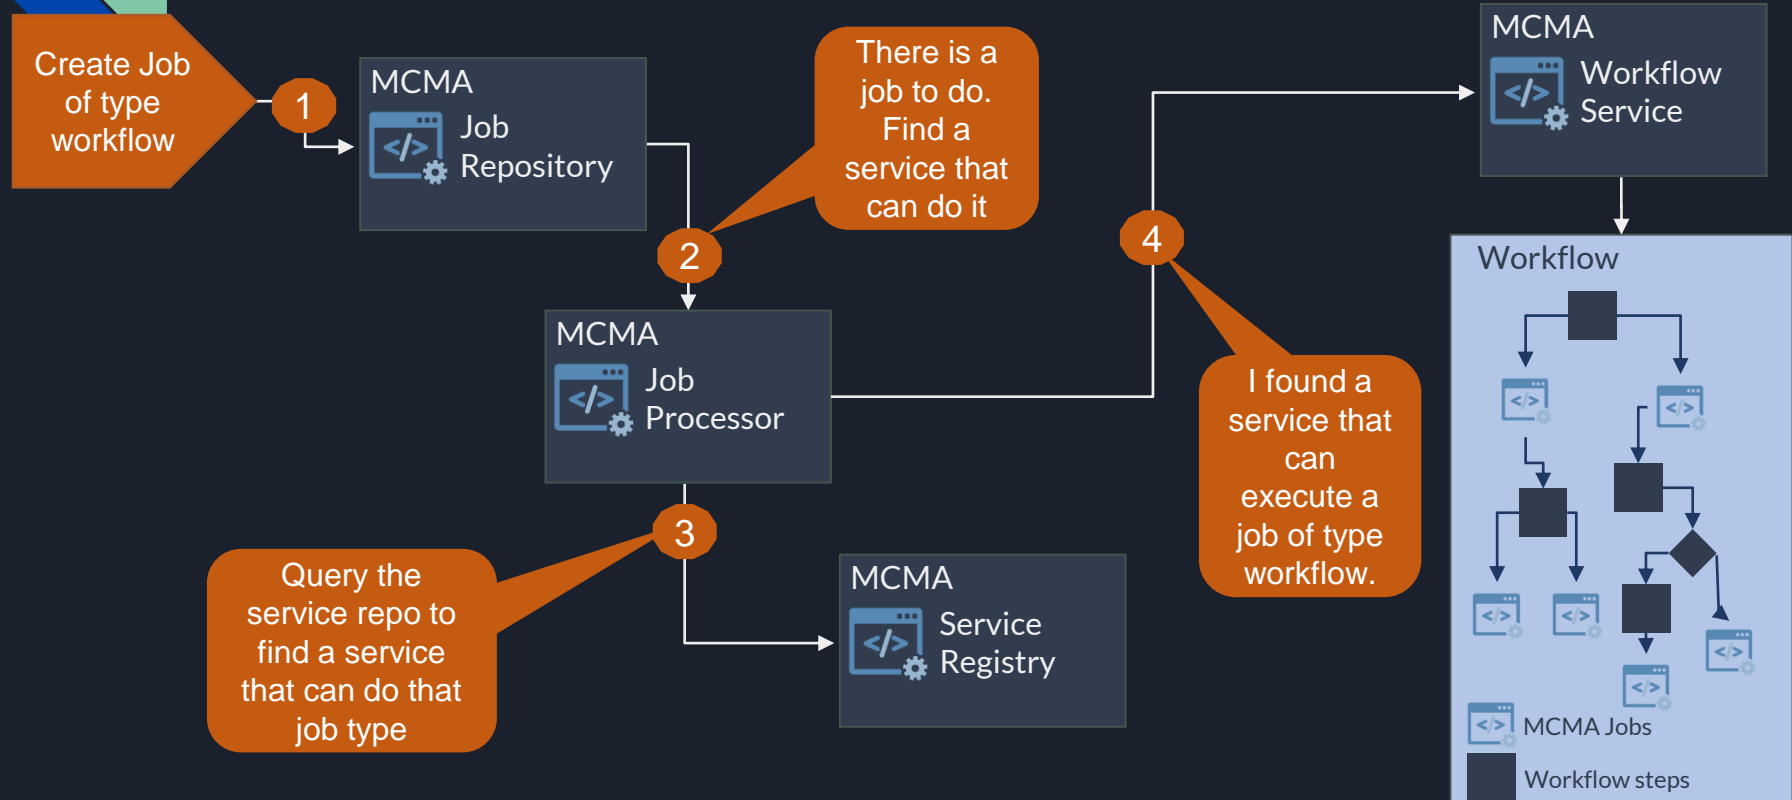 Create Job
of type
workflow
1
MCMA
Job
Repository
There is a
job to do.
Find a
service that
can do it
2
MCMA
Job
Processor
3
Query the
service repo to
find a service
that can do that
job type
MCMA
Service
Registry
4
I found a
service that
can
execute a
job of type
workflow.
MCMA
Workflow
Service
Workflow
MCMA Jobs
Workflow steps